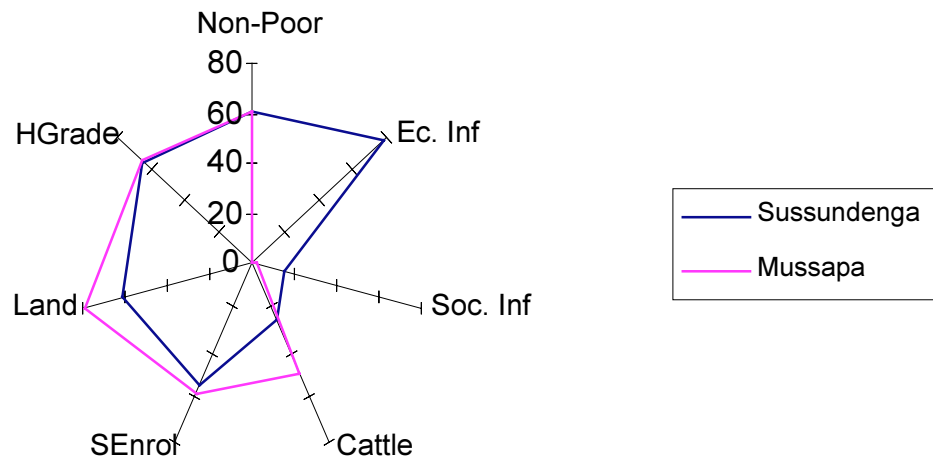 Non-Poor
80
60
40
20
0
Ec. Inf
Soc. Inf
Cattle
SEnrol
Land
HGrade
Sussundenga
Mussapa